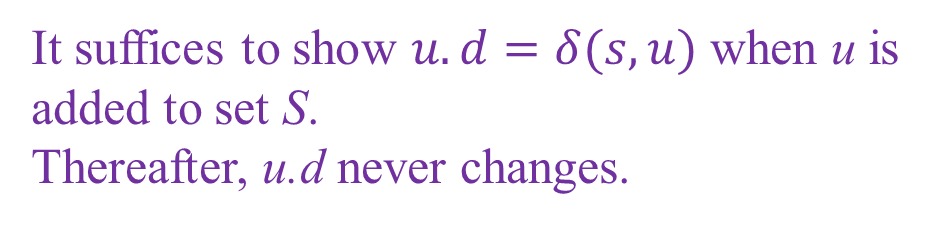 It suffices to show u. d = δ(s, u) when u is
added to set S.
Thereafter, u.d never changes.